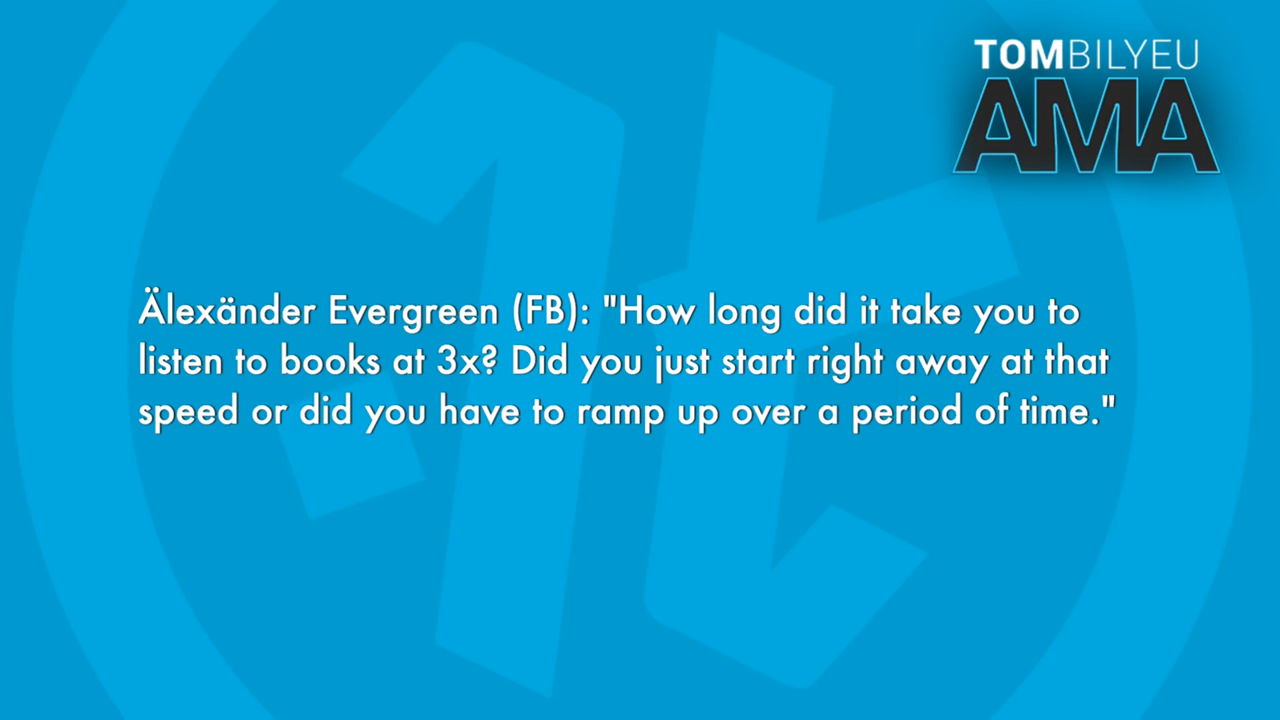 TOMBILYEU
AMA
Älexänder Evergreen (FB): "How long did it take you to
listen to books at 3x? Did you just start right away at that
speed or did you have to ramp up over a period of time."